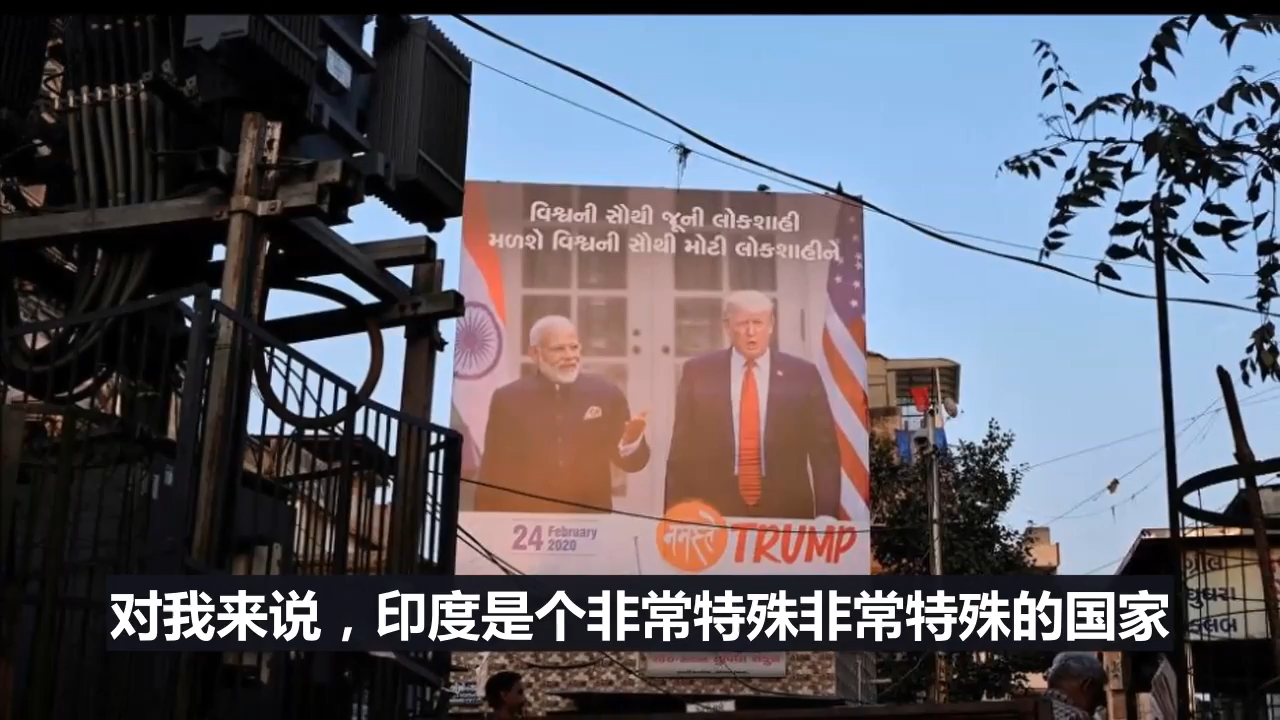 વિશ્વની સૌથી જૂની લોકશાહી
મળશે વિશ્વની સૌથી મોટી લોકશાહીને
24 February
2020
નમસ્તે TRUMP
对我来说，印度是个非常特殊非常特殊的国家